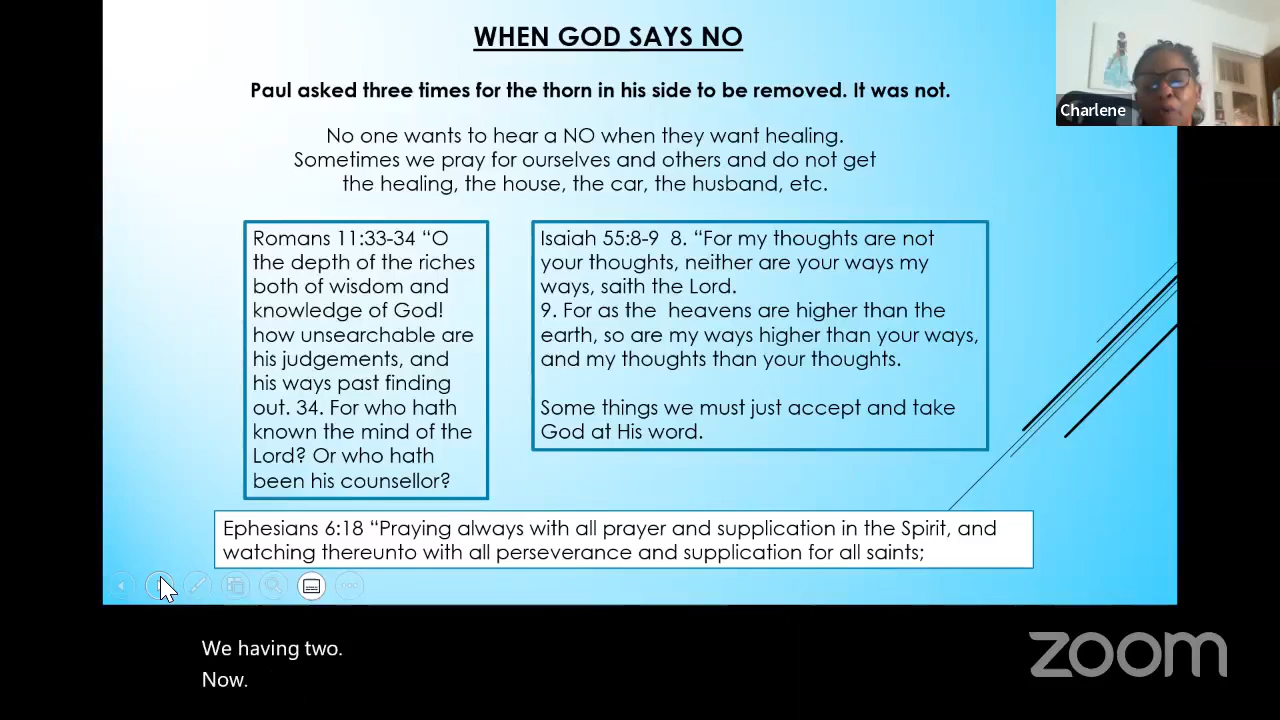 WHEN GOD SAYS NO
Paul asked three times for the thorn in his side to be removed. It was not.
Charlene
No one wants to hear a NO when they want healing.
Sometimes we pray for ourselves and others and do not get
the healing, the house, the car, the husband, etc.
Romans 11:33-34 “O
the depth of the riches
both of wisdom and
knowledge of God!
how unsearchable are
his judgements, and
his ways past finding
out. 34. For who hath
known the mind of the
Lord? Or who hath
been his counsellor?
Isaiah 55:8-9  8. “For my thoughts are not
your thoughts, neither are your ways my
ways, saith the Lord.
9. For as the  heavens are higher than the
earth, so are my ways higher than your ways,
and my thoughts than your thoughts.
Some things we must just accept and take
God at His word.
Ephesians 6:18 “Praying always with all prayer and supplication in the Spirit, and
watching thereunto with all perseverance and supplication for all saints;
We having two.
Now.
zoom